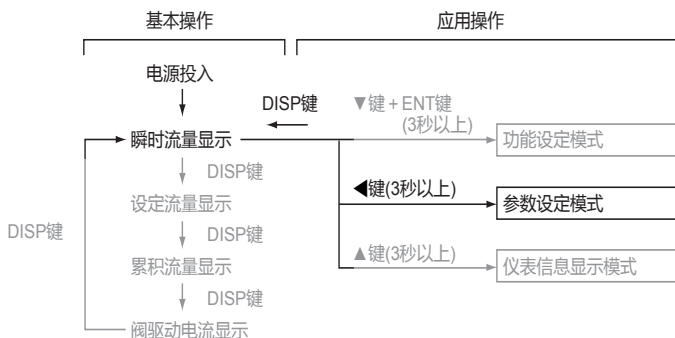 基本操作
应用操作
电源投入
DISP键
▼键 + ENT键
(3秒以上)
瞬时流量显示
功能设定模式
DISP键
◀键(3秒以上)
设定流量显示
参数设定模式
DISP键
DISP键
▲键(3秒以上)
累积流量显示
仪表信息显示模式
DISP键
阀驱动电流显示